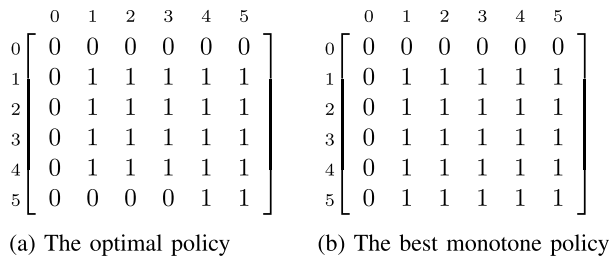 0 1 2 3 4 5 0 1 2 3 4 5
0 0 0 0 0 0 0 0 0 0 0 0 0 0
1 0 1 1 1 1 1 1 0 1 1 1 1 1
2 0 1 1 1 1 1 2 0 1 1 1 1 1
3 0 1 1 1 1 1 3 0 1 1 1 1 1
4 0 1 1 1 1 1 4 0 1 1 1 1 1
5 0 0 0 0 1 1 5 0 1 1 1 1 1
(a) The optimal policy (b) The best monotone policy